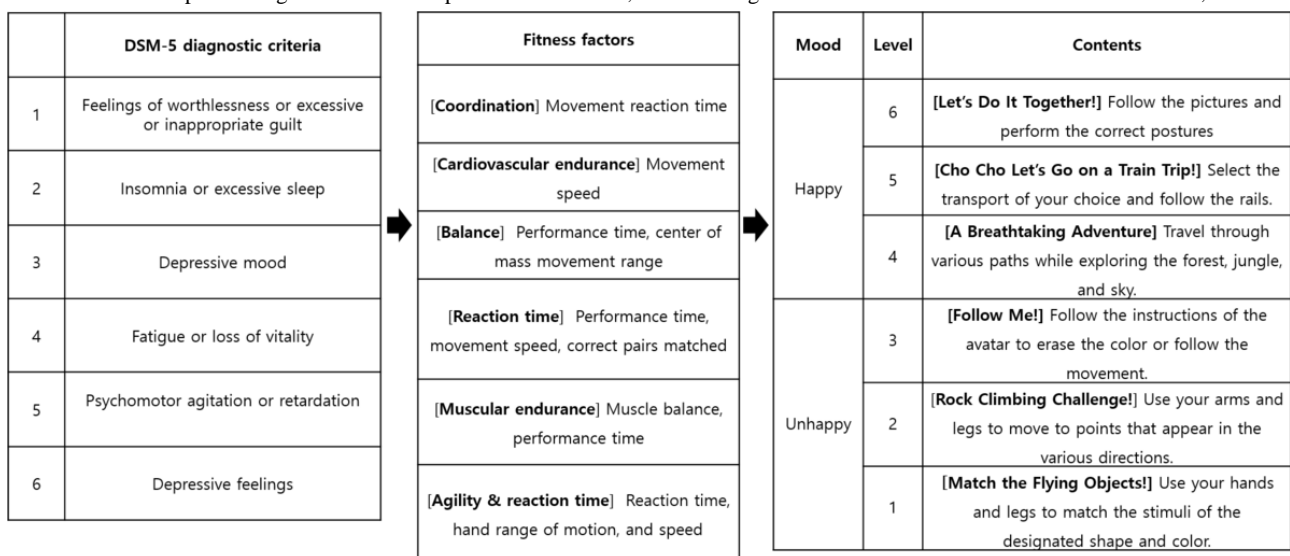 DSM-5 diagnostic criteria
1
Feelings of worthlessness or excessive
or inappropriate guilt
2
Insomnia or excessive sleep
3
Depressive mood
4
Fatigue or loss of vitality
5
Psychomotor agitation or retardation
6
Depressive feelings
Fitness factors
[Coordination] Movement reaction time
[Cardiovascular endurance] Movement
speed
[Balance] Performance time, center of
mass movement range
[Reaction time] Performance time,
movement speed, correct pairs matched
[Muscular endurance] Muscle balance,
performance time
[Agility & reaction time] Reaction time,
hand range of motion, and speed
Mood Level Contents
Happy
6
[Let's Do It Together!] Follow the pictures and
perform the correct postures
5
[Cho Cho Let's Go on a Train Trip!] Select the
transport of your choice and follow the rails.
4
[A Breathtaking Adventure] Travel through
various paths while exploring the forest, jungle,
and sky.
Unhappy
3
[Follow Me!] Follow the instructions of the
avatar to erase the color or follow the
movement.
2
[Rock Climbing Challenge!] Use your arms and
legs to move to points that appear in the
various directions.
1
[Match the Flying Objects!] Use your hands
and legs to match the stimuli of the
designated shape and color.